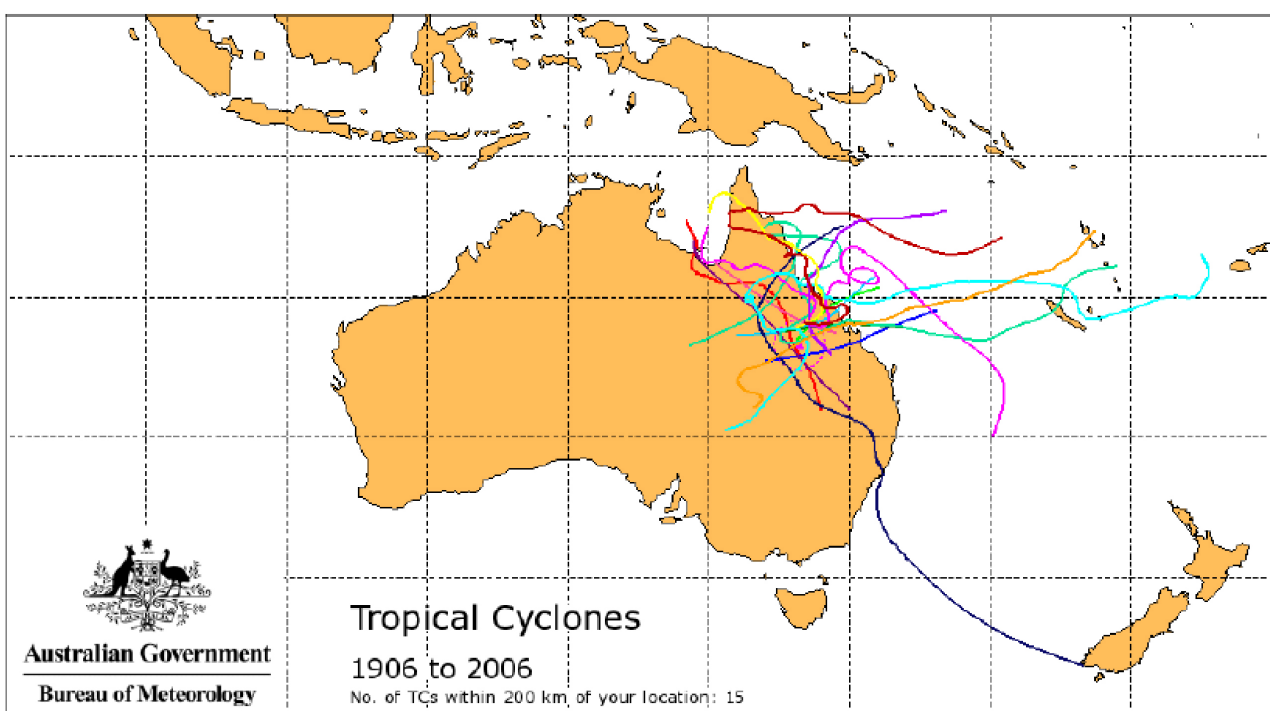 Tropical Cyclones
1906 to 2006
No. of TCs within 200 km of your location: 15
Australian Government
Bureau of Meteorology